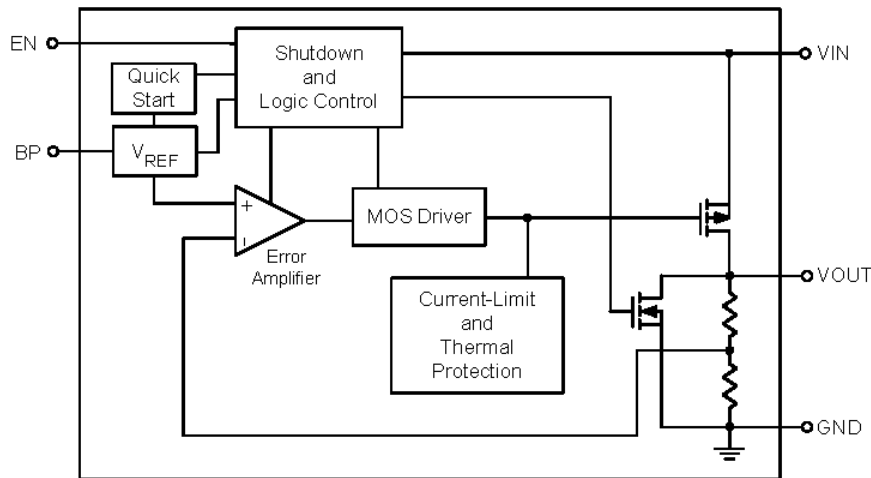 EN
Shutdown
and
Logic Control
VIN
Quick
Start
BP
VREF
+
-
MOS Driver
Error
Amplifier
VOUT
Current-Limit
and
Thermal
Protection
GND